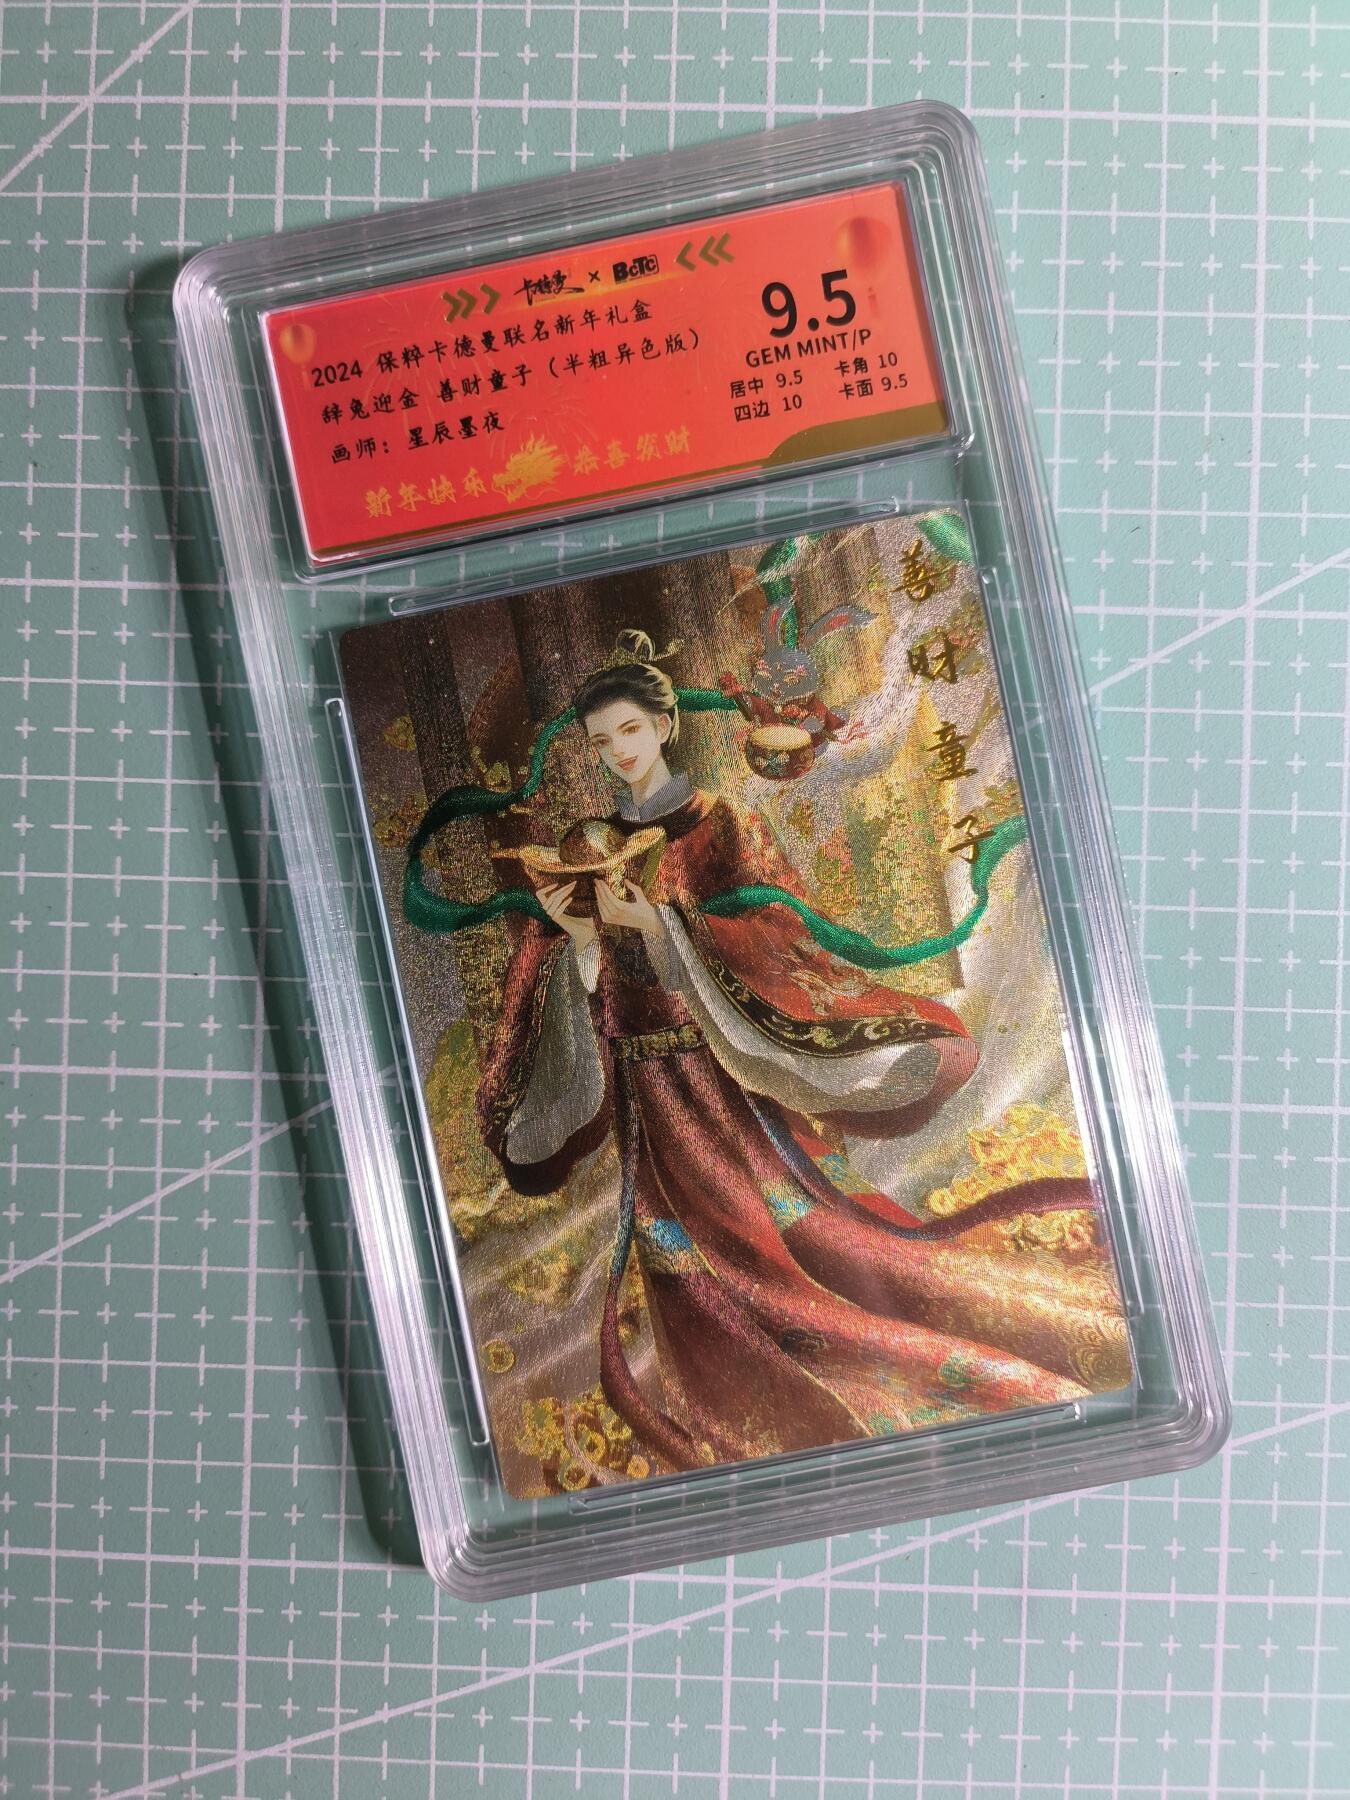 >>> 卡德曼 × BCTC <<<
2024 保粹卡德曼联名新年礼盒
辞兔迎金 善财童子（半粗异色版）
画师：星辰墨夜
新年快乐 恭喜发财
9.5
GEM MINT/P
居中 9.5 卡角 10
四边 10 卡面 9.5
善财童子